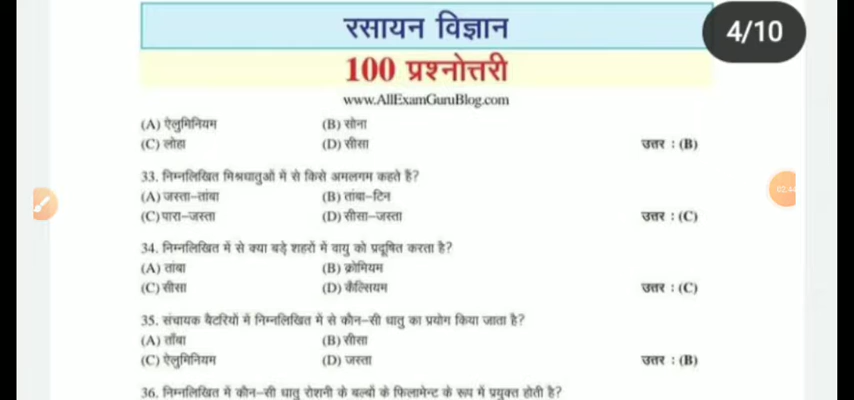 रसायन विज्ञान
4/10
100 प्रश्नोत्तरी
www.AllExamGuruBlog.com
(A) ऐलुमिनियम (B) सोना
(C) लोहा (D) सीसा उत्तर : (B)
33. निम्नलिखित मिश्रधातुओं में से किसे अमलगम कहते हैं?
(A) जस्ता–तांबा (B) तांबा–टिन
(C) पारा–जस्ता (D) सीसा–जस्ता उत्तर : (C)
34. निम्नलिखित में से क्या बड़े शहरों में वायु को प्रदूषित करता है?
(A) तांबा (B) क्रोमियम
(C) सीसा (D) कैल्सियम उत्तर : (C)
35. संचायक बैटरियों में निम्नलिखित में से कौन–सी धातु का प्रयोग किया जाता है?
(A) ताँबा (B) सीसा
(C) ऐलुमिनियम (D) जस्ता उत्तर : (B)
36. निम्नलिखित में कौन–सी धातु रोशनी के बल्बों के फिलामेन्ट के रूप में प्रयुक्त होती है?